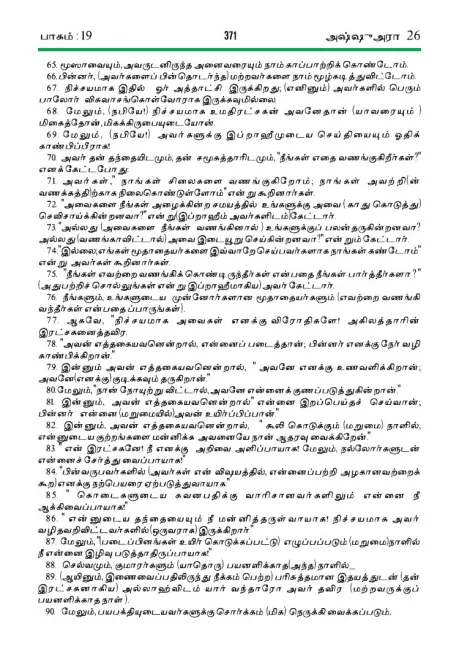 பாகம் : 19 371 அஷ்ஷுஅரா 26
65. மூஸாவையும், அவருடனிருந்த அனைவரையும் நாம் காப்பாற்றிக் கொண்டோம்.
66. பின்னர், (அவர்களைப் பின்தொடர்ந்த) மற்றவர்களை நாம் மூழ்கடித்துவிட்டோம்.
67. நிச்சயமாக இதில் ஓர் அத்தாட்சி இருக்கிறது; (எனினும்) அவர்களில் பெரும்
பாலோர் விசுவாசங்கொள்வோராக இருக்கவுமில்லை.
68. மேலும், (நபியே!) நிச்சயமாக உமதிரட்சகன் அவனேதான் (யாவரையும் )
மிகைத்தோன், மிகக்கிருபையுடையோன்.
69. மேலும், (நபியே!) அவர்களுக்கு இப்றாஹீமுடைய செய்தியையும் ஓதிக்
காண்பிப்பீராக!
70. அவர் தன் தந்தையிடமும், தன் சமூகத்தாரிடமும், "நீங்கள் எதை வணங்குகிறீர்கள்?"
எனக்கேட்டபோது:
71. அவர்கள்," நாங்கள் சிலைகளை வணங்குகிறோம்; நாங்கள் அவற்றி(ன்
வணக்கத்தி)ற்காக நிலைகொண்டுள்ளோம்" என்று கூறினார்கள்.
72. "அவைகளை நீங்கள் அழைக்கின்ற சமயத்தில் உங்களுக்கு அவை (காது கொடுத்து)
செவிசாய்க்கின்றனவா?" என்று (இப்றாஹீம் அவர்களிடம்)கேட்டார்.
73. "அல்லது (அவைகளை நீங்கள் வணங்கினால் ) உங்களுக்குப் பலன்தருகின்றனவா?
அல்லது (வணங்காவிட்டால்) அவை இடையூறு செய்கின்றனவா?" என்றும் கேட்டார்.
74. "இல்லை; எங்கள் மூதாதையர்களை இவ்வாறே செய்பவர்களாக நாங்கள் கண்டோம்"
என்று அவர்கள் கூறினார்கள்.
75. "நீங்கள் எவற்றை வணங்கிக் கொண்டிருந்தீர்கள் என்பதை நீங்கள் பார்த்தீர்களா ?"
(அதுபற்றிச் சொல்லுங்கள் என்று இப்றாஹீமாகிய) அவர் கேட்டார்.
76. நீங்களும், உங்களுடைய முன்னோர்களான மூதாதையர்களும் (எவற்றை வணங்கி
வந்தீர்கள் என்பதை ப்பாருங்கள்).
77. ஆகவே, "நிச்சயமாக அவைகள் எனக்கு விரோதிகளே! அகிலத்தாரின்
இரட்சகனைத்தவிர.
78. "அவன் எத்தகையவனென்றால், என்னைப் படைத்தான்; பின்னர் எனக்கு நேர் வழி
காண்பிக்கிறான்."
79. இன்னும் அவன் எத்தகையவனென்றால், " அவனே எனக்கு உணவளிக்கிறான்;
அவனே(எனக்கு)குடிக்கவும் தருகிறான்."
80.மேலும், "நான் நோயுற்று விட்டால், அவனே என்னைக் குணப்படுத்துகின்றான்."
81. இன்னும், அவன் எத்தகையவனென்றால்" என்னை இறப்பெய்தச் செய்வான்;
பின்னர் என்னை (மறுமையில்)அவன் உயிர்ப்பிப்பான்."
82. இன்னும், அவன் எத்தகையவனென்றால், " கூலி கொடுக்கும் (மறுமை) நாளில்,
என்னுடைய குற்றங்களை மன்னிக்க அவனையே நான் ஆதரவு வைக்கிறேன்."
83. என் இரட்சகனே! நீ எனக்கு அறிவை அளிப்பாயாக! மேலும், நல்லோர்களுடன்
என்னைச் சேர்த்து வைப்பாயாக!"
84. "பின்வருபவர்களில் (அவர்கள் என் விஷயத்தில், என்னைப்பற்றி அழகானவற்றைக்
கூற) எனக்கு நற்பெயரை ஏற்படுத்துவாயாக."
85. " கொடைகளுடைய சுவனபதிக்கு வாரிசானவர்களிலும் என்னை நீ
ஆக்கிவைப்பாயாக!
86. " என்னுடைய தந்தையையும் நீ மன்னித்தருள்வாயாக! நிச்சயமாக அவர்
வழிதவறிவிட்டவர்களில் (ஒருவராக) இருக்கிறார்."
87. மேலும், "(படைப்பினங்கள் உயிர் கொடுக்கப்பட்டு) எழுப்பப்படும் (மறுமை)நாளில்
நீ என்னை இழிவு படுத்தாதிருப்பாயாக!"
88. செல்வமும், குமாரர்களும் (யாதொரு) பயனளிக்காத(அந்த) நாளில்_
89. (ஆயினும், இணைவைப்பதிலிருந்து நீக்கம் பெற்ற) பரிசுத்தமான இதயத்துடன் (தன்
இரட்சகனாகிய) அல்லாஹ்விடம் யார் வந்தாரோ அவர் தவிர (மற்றவருக்குப்
பயனளிக்காத நாள் ).
90. மேலும், பயபக்தியுடையவர்களுக்கு சொர்க்கம் (மிக) நெருக்கி வைக்கப்படும்.